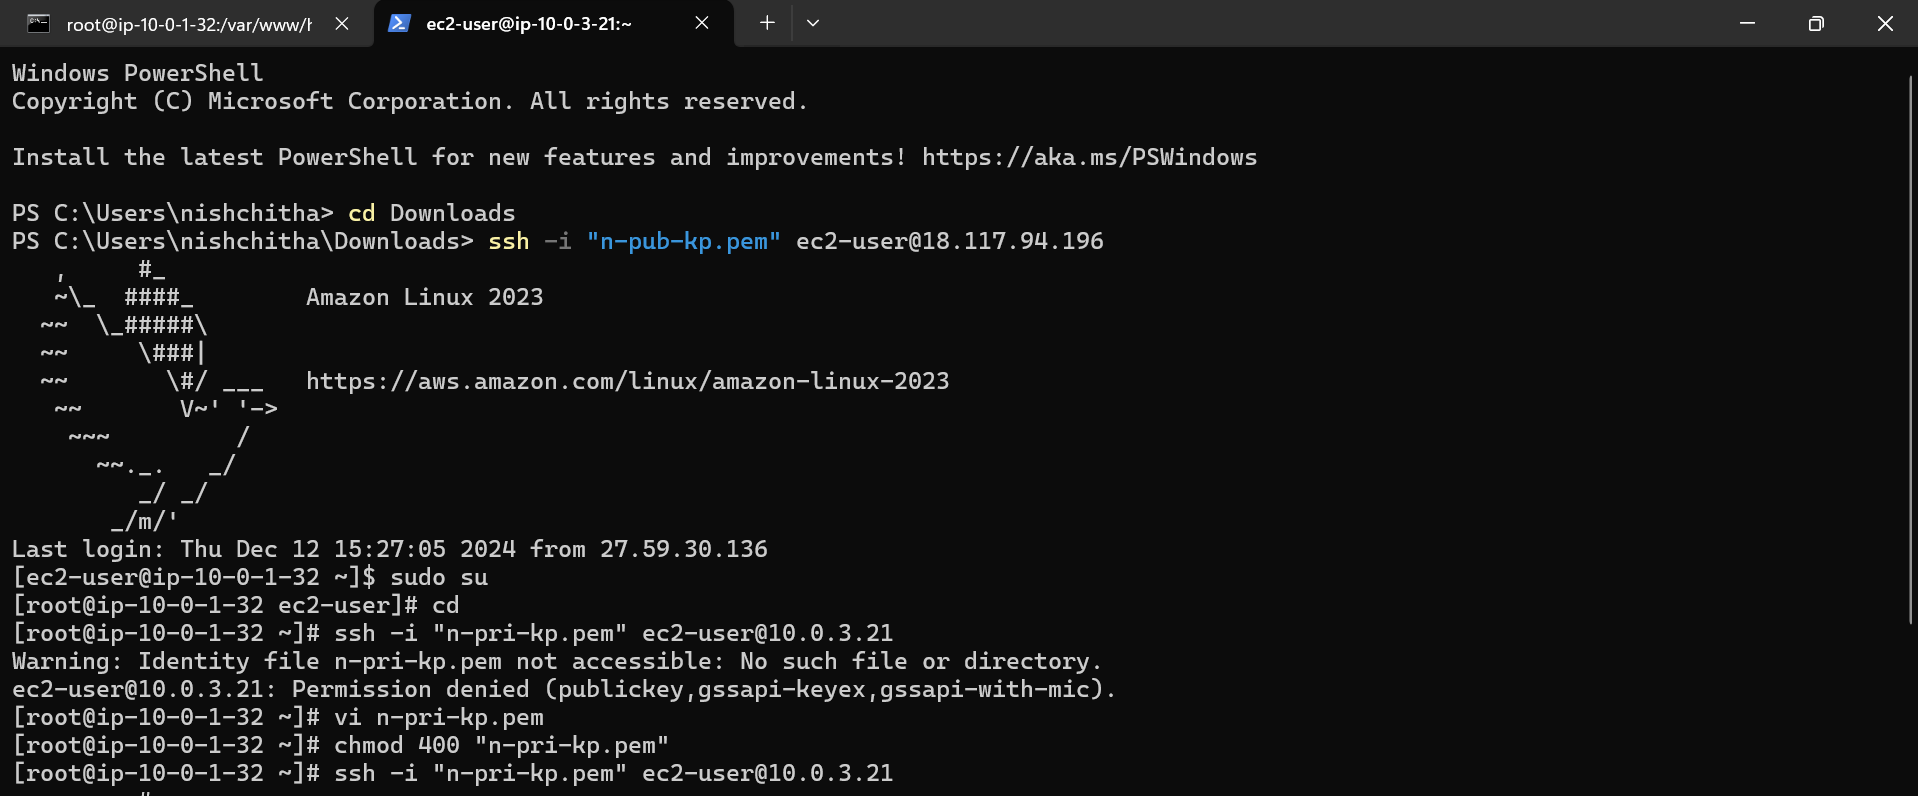 root@ip-10-0-1-32:/var/www/h
ec2-user@ip-10-0-3-21:~
Windows PowerShell
Copyright (C) Microsoft Corporation. All rights reserved.
Install the latest PowerShell for new features and improvements! https://aka.ms/PSWindows
PS C:\Users\nishchitha> cd Downloads
PS C:\Users\nishchitha\Downloads> ssh -i "n-pub-kp.pem" ec2-user@18.117.94.196
   ,     #_
   ~\_  ####_        Amazon Linux 2023
  ~~  \_#####\
  ~~     \###|
  ~~       \#/ ___   https://aws.amazon.com/linux/amazon-linux-2023
   ~~       V~' '->
    ~~~         /
      ~~._.   _/
         _/ _/
       _/m/'
Last login: Thu Dec 12 15:27:05 2024 from 27.59.30.136
[ec2-user@ip-10-0-1-32 ~]$ sudo su
[root@ip-10-0-1-32 ec2-user]# cd
[root@ip-10-0-1-32 ~]# ssh -i "n-pri-kp.pem" ec2-user@10.0.3.21
Warning: Identity file n-pri-kp.pem not accessible: No such file or directory.
ec2-user@10.0.3.21: Permission denied (publickey,gssapi-keyex,gssapi-with-mic).
[root@ip-10-0-1-32 ~]# vi n-pri-kp.pem
[root@ip-10-0-1-32 ~]# chmod 400 "n-pri-kp.pem"
[root@ip-10-0-1-32 ~]# ssh -i "n-pri-kp.pem" ec2-user@10.0.3.21